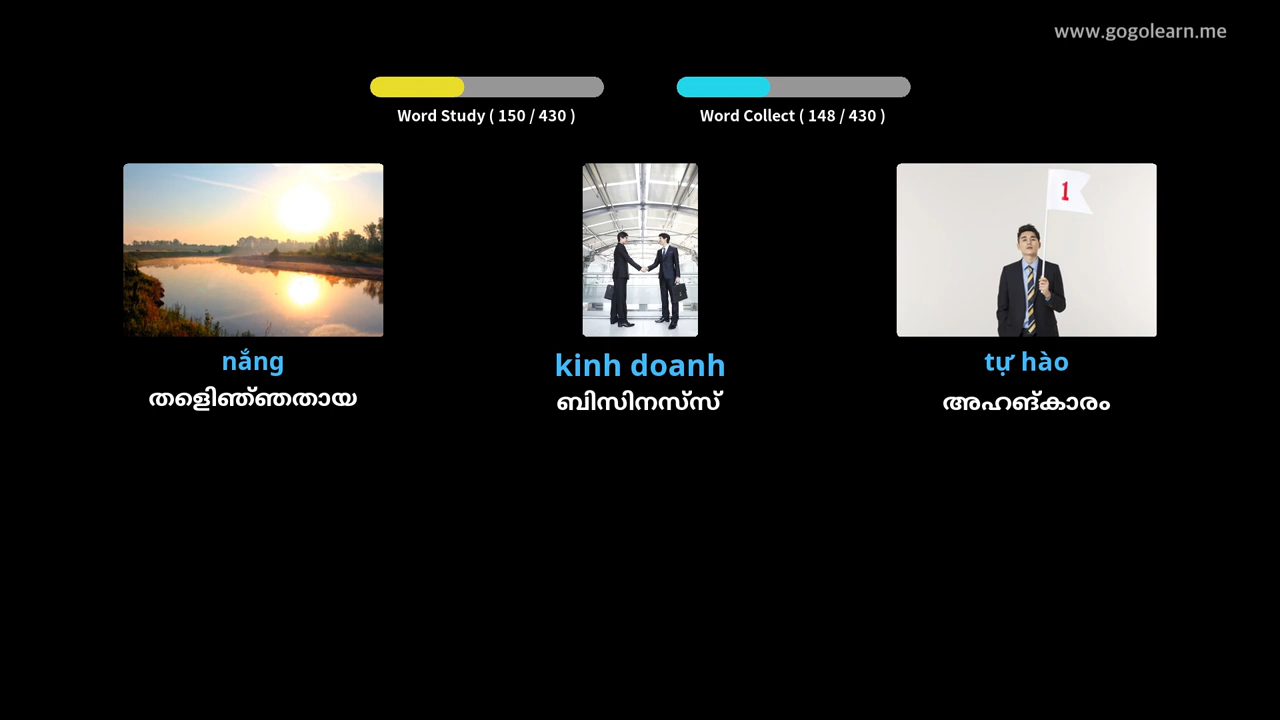 www.gogolearn.me
Word Study ( 150 / 430 )
Word Collect ( 148 / 430 )
1
nắng
kinh doanh
tự hào
തെളിഞ്ഞതായ
ബിസിനസ്സ്
അഹങ്കാരം